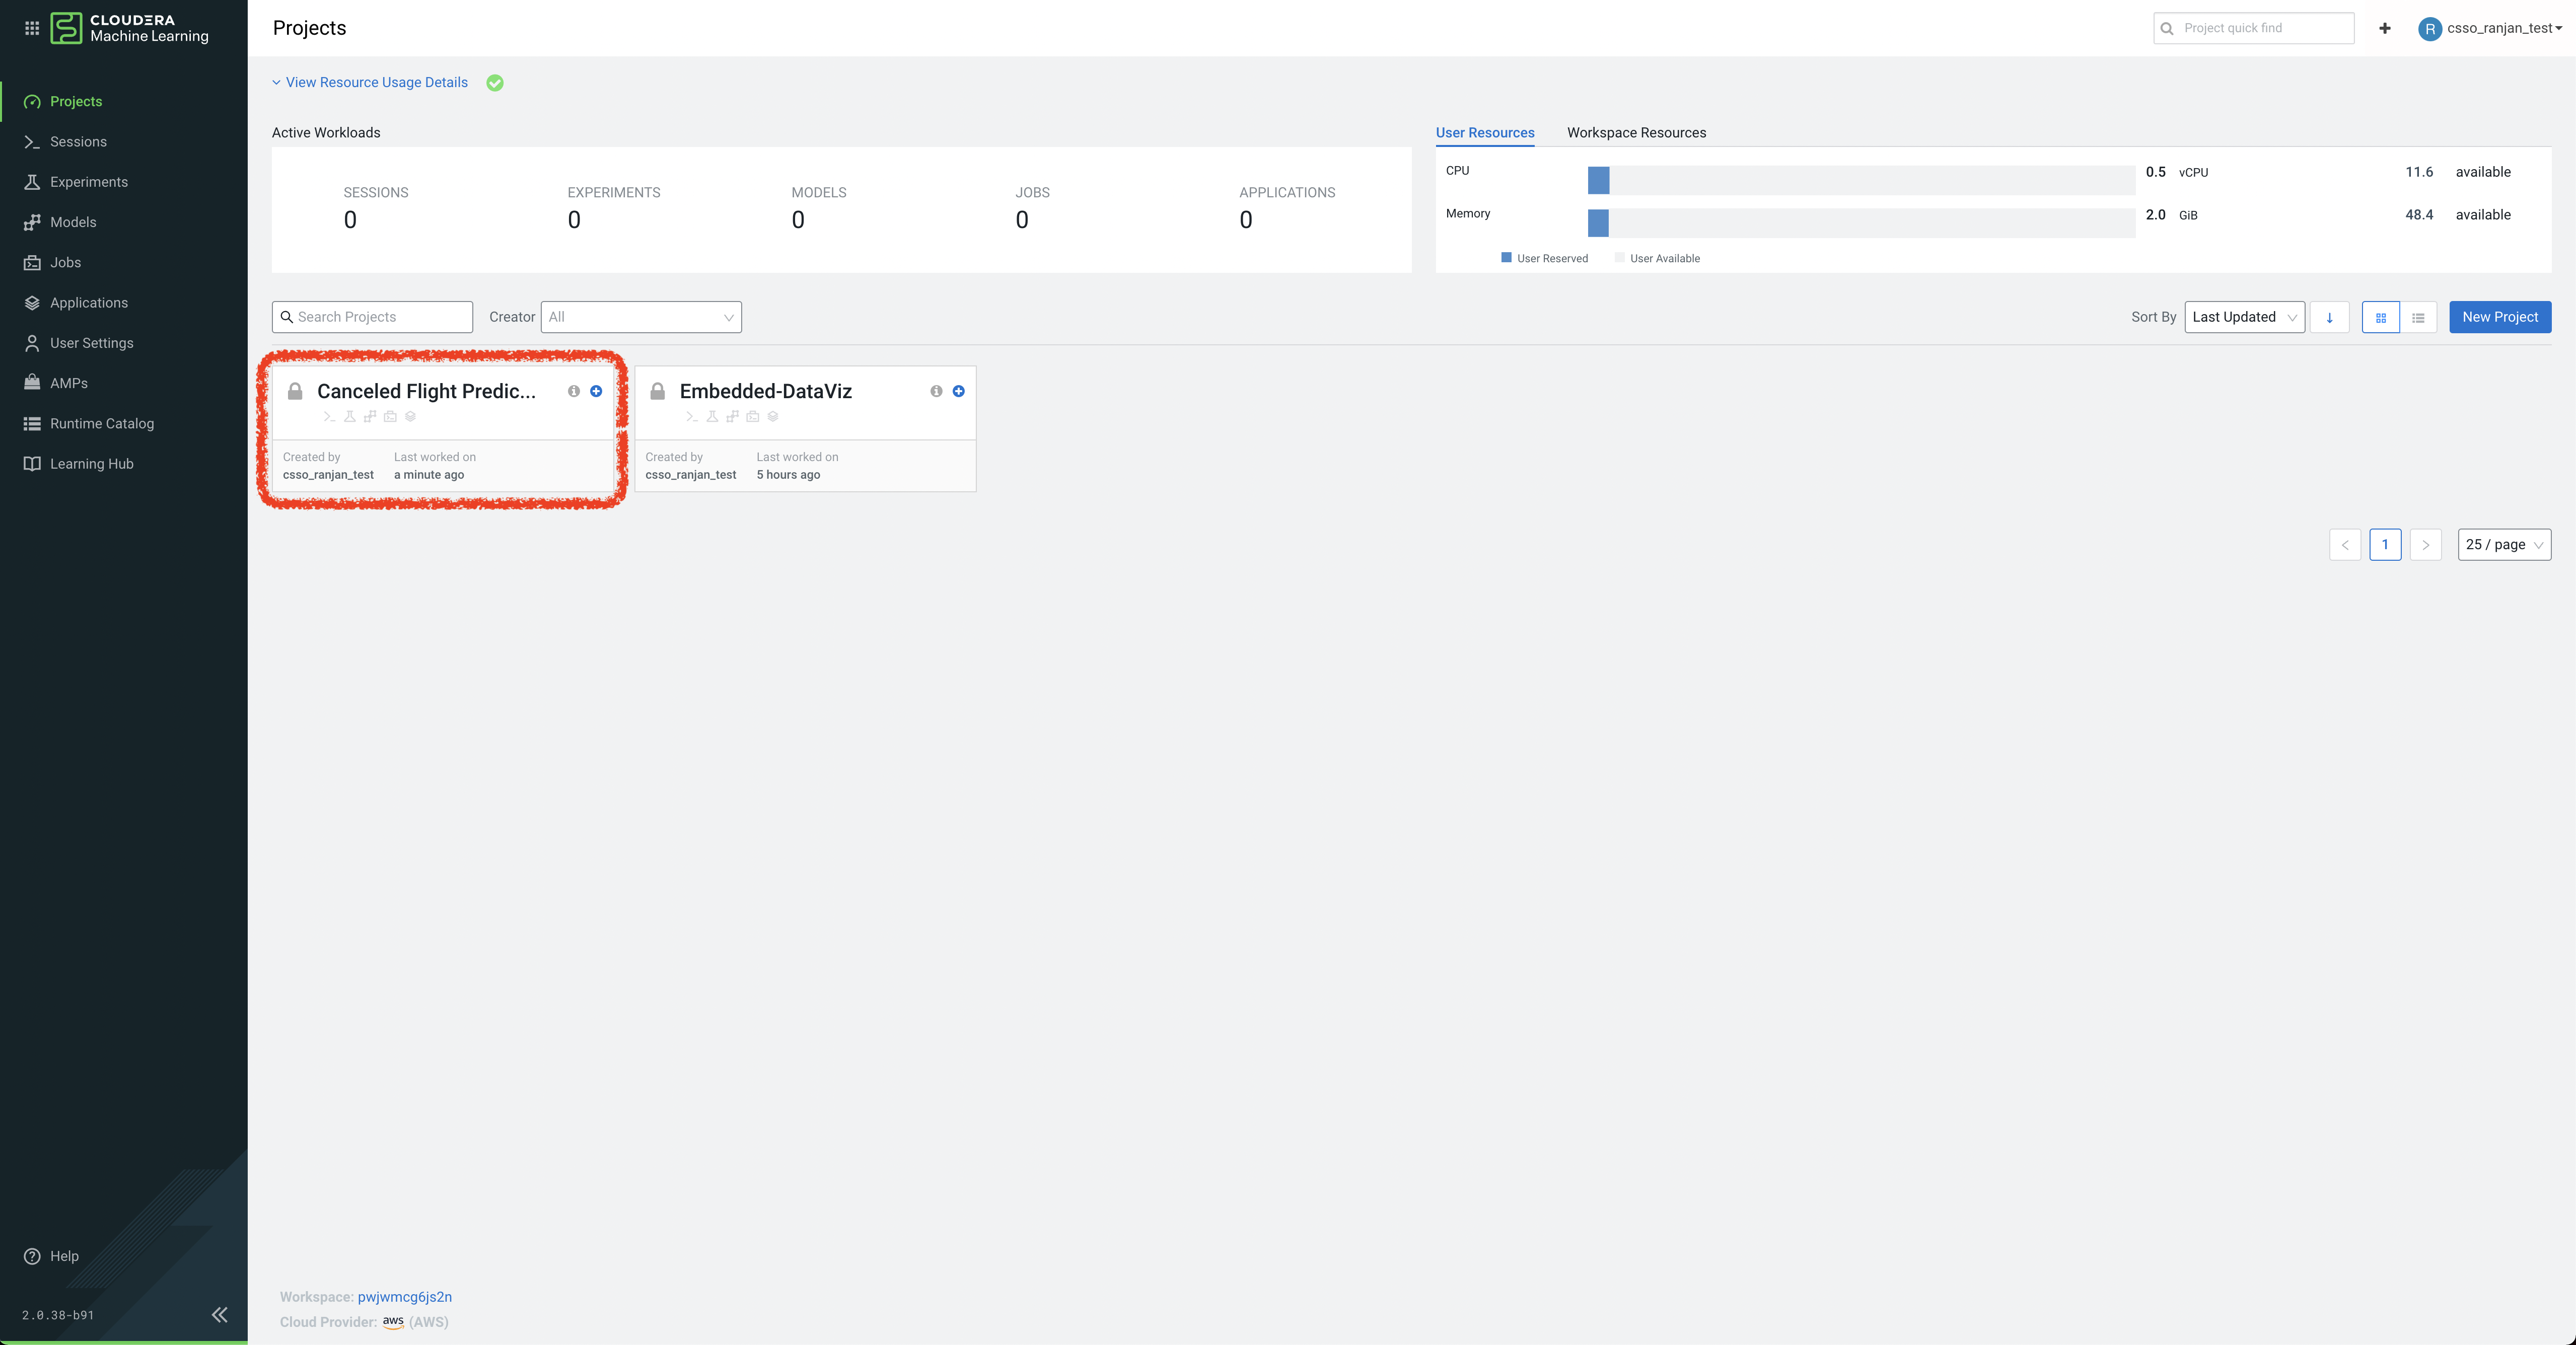 CLOUDERA
Machine Learning
Projects
Sessions
Experiments
Models
Jobs
Applications
User Settings
AMPs
Runtime Catalog
Learning Hub
Help
2.0.38-b91
Projects
Project quick find
R csso_ranjan_test
View Resource Usage Details
Active Workloads
SESSIONS EXPERIMENTS MODELS JOBS APPLICATIONS
0 0 0 0 0
User Resources Workspace Resources
CPU 0.5 vCPU 11.6 available
Memory 2.0 GiB 48.4 available
User Reserved User Available
Search Projects Creator All Sort By Last Updated New Project
Canceled Flight Predic...
Created by Last worked on
csso_ranjan_test a minute ago
Embedded-DataViz
Created by Last worked on
csso_ranjan_test 5 hours ago
1 25 / page
Workspace: pwjwmcg6js2n
Cloud Provider: aws (AWS)